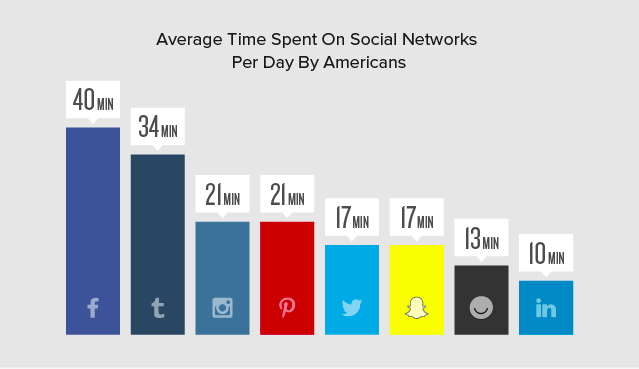 Average Time Spent On Social Networks
Per Day By Americans
40 MIN
34 MIN
21 MIN
21 MIN
17 MIN
17 MIN
13 MIN
10 MIN
f
t
in